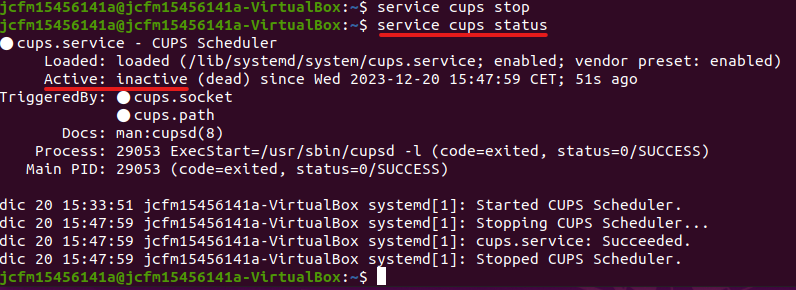 jcfm15456141a@jcfm15456141a-VirtualBox:~$ service cups stop
jcfm15456141a@jcfm15456141a-VirtualBox:~$ service cups status
● cups.service - CUPS Scheduler
     Loaded: loaded (/lib/systemd/system/cups.service; enabled; vendor preset: enabled)
     Active: inactive (dead) since Wed 2023-12-20 15:47:59 CET; 51s ago
TriggeredBy: ● cups.socket
             ● cups.path
       Docs: man:cupsd(8)
    Process: 29053 ExecStart=/usr/sbin/cupsd -l (code=exited, status=0/SUCCESS)
   Main PID: 29053 (code=exited, status=0/SUCCESS)
dic 20 15:33:51 jcfm15456141a-VirtualBox systemd[1]: Started CUPS Scheduler.
dic 20 15:47:59 jcfm15456141a-VirtualBox systemd[1]: Stopping CUPS Scheduler...
dic 20 15:47:59 jcfm15456141a-VirtualBox systemd[1]: cups.service: Succeeded.
dic 20 15:47:59 jcfm15456141a-VirtualBox systemd[1]: Stopped CUPS Scheduler.
jcfm15456141a@jcfm15456141a-VirtualBox:~$